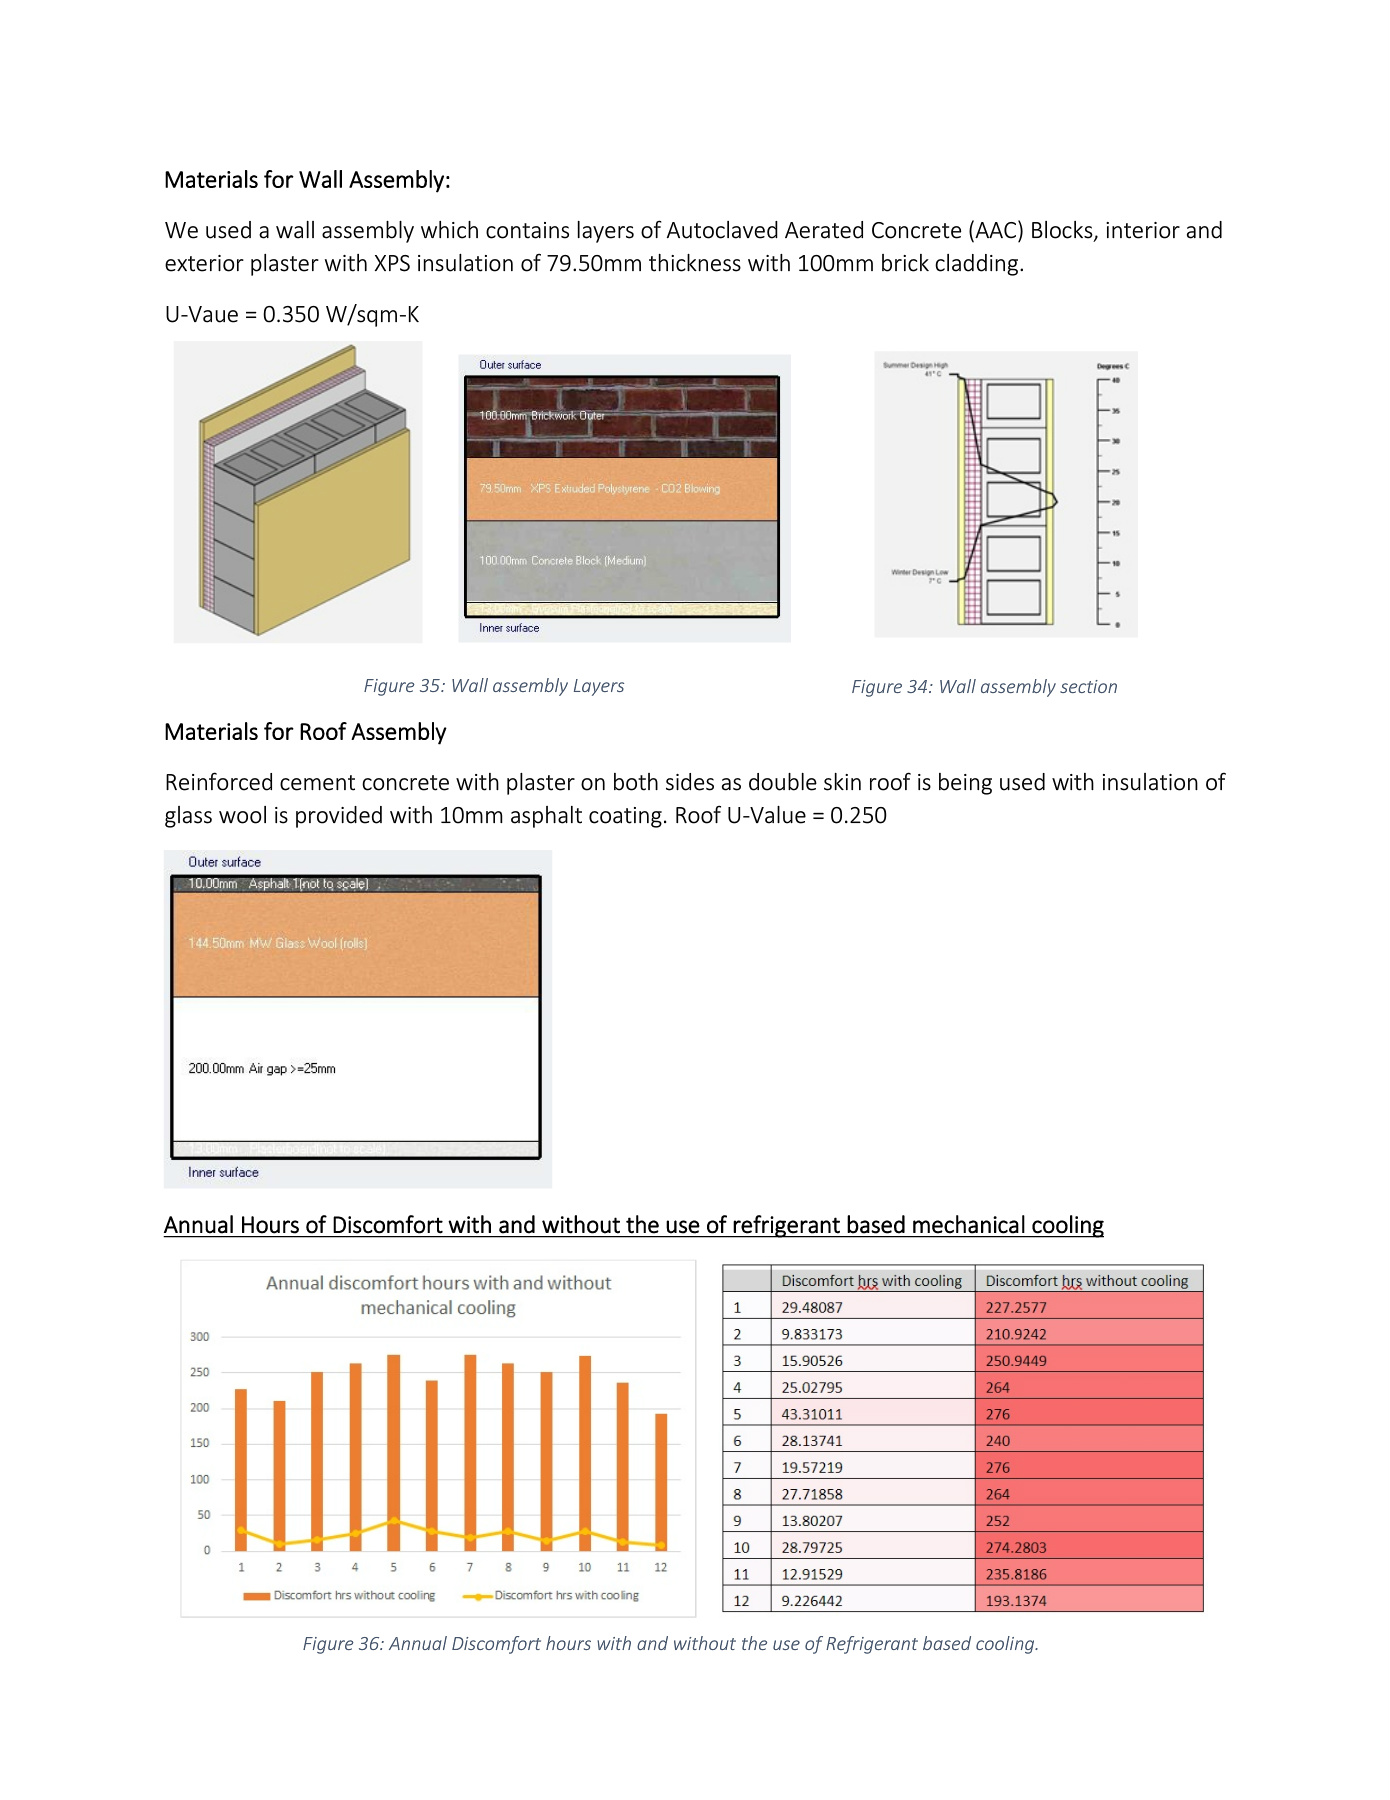 Materials for Wall Assembly:
We used a wall assembly which contains layers of Autoclaved Aerated Concrete (AAC) Blocks, interior and
exterior plaster with XPS insulation of 79.50mm thickness with 100mm brick cladding.
U-Vaue = 0.350 W/sqm-K
Outer surface
100.00mm Brickwork Outer
79.50mm XPS Extruded Polystyrene - CO2 Blowing
100.00mm Concrete Block (Medium)
Inner surface
Summer Design High
41° C
Winter Design Low
7° C
Degrees C
40
35
30
25
20
15
10
5
0
Figure 35: Wall assembly Layers
Figure 34: Wall assembly section
Materials for Roof Assembly
Reinforced cement concrete with plaster on both sides as double skin roof is being used with insulation of
glass wool is provided with 10mm asphalt coating. Roof U-Value = 0.250
Outer surface
10.00mm Asphalt 1(not to scale)
144.50mm MW Glass Wool (rolls)
200.00mm Air gap >=25mm
13.00mm Plasterboard(not to scale)
Inner surface
Annual Hours of Discomfort with and without the use of refrigerant based mechanical cooling
Annual discomfort hours with and without
mechanical cooling
300
250
200
150
100
50
0
1 2 3 4 5 6 7 8 9 10 11 12
Discomfort hrs without cooling Discomfort hrs with cooling
Discomfort hrs with cooling Discomfort hrs without cooling
1 29.48087 227.2577
2 9.833173 210.9242
3 15.90526 250.9449
4 25.02795 264
5 43.31011 276
6 28.13741 240
7 19.57219 276
8 27.71858 264
9 13.80207 252
10 28.79725 274.2803
11 12.91529 235.8186
12 9.226442 193.1374
Figure 36: Annual Discomfort hours with and without the use of Refrigerant based cooling.